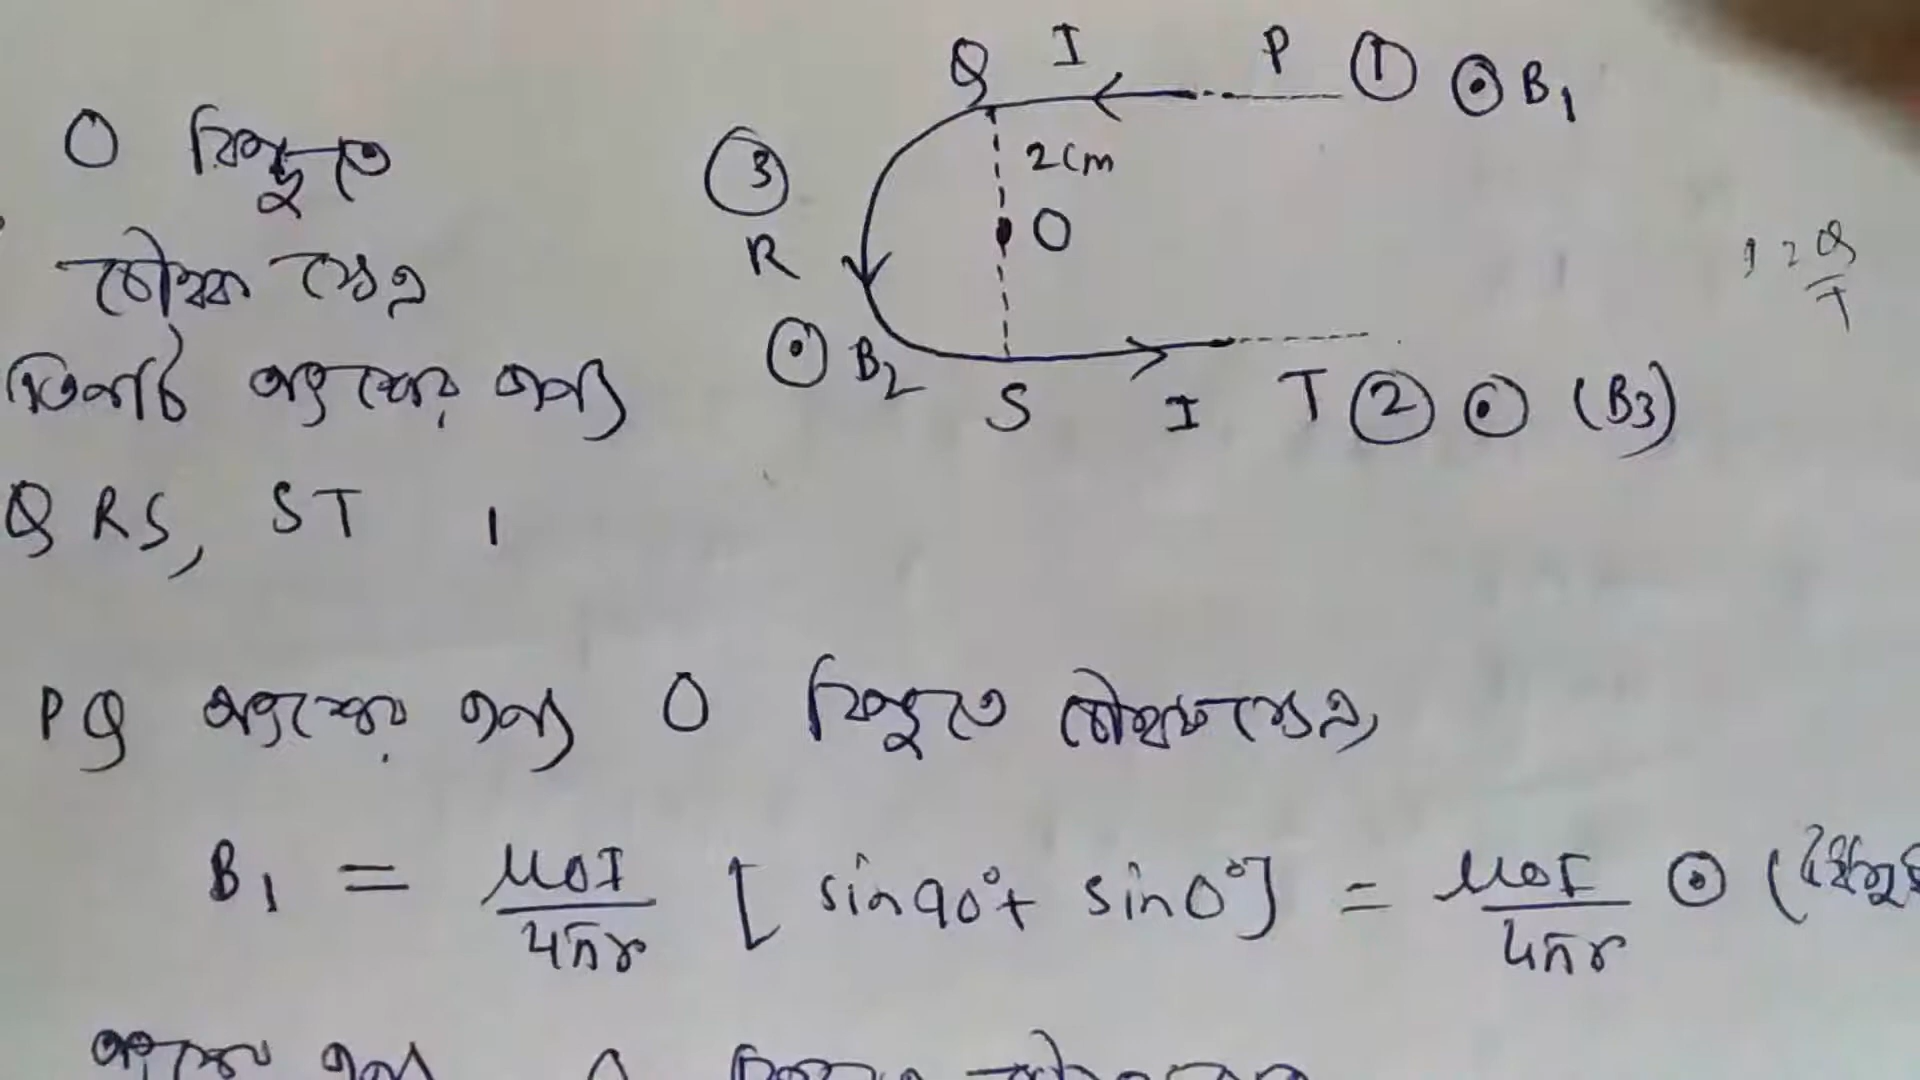 Q I P ① ⊙ B₁
O বিন্দুতে
③ 2cm
R O
চৌম্বক ক্ষেত্র
⊙ B₂
তিনটি অংশের জন্য
S I T ② ⊙ (B₃)
QRS, ST ।
PQ অংশের জন্য O বিন্দুতে চৌম্বকক্ষেত্র,
B₁ = μ₀I/4πr [sin90°+ sin0°] = μ₀I/4πr ⊙
অংশের জন্য O বিন্দুতে